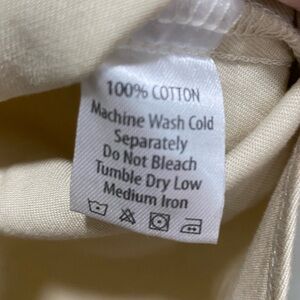 100% COTTON
Machine Wash Cold
Separately
Do Not Bleach
Tumble Dry Low
Medium Iron